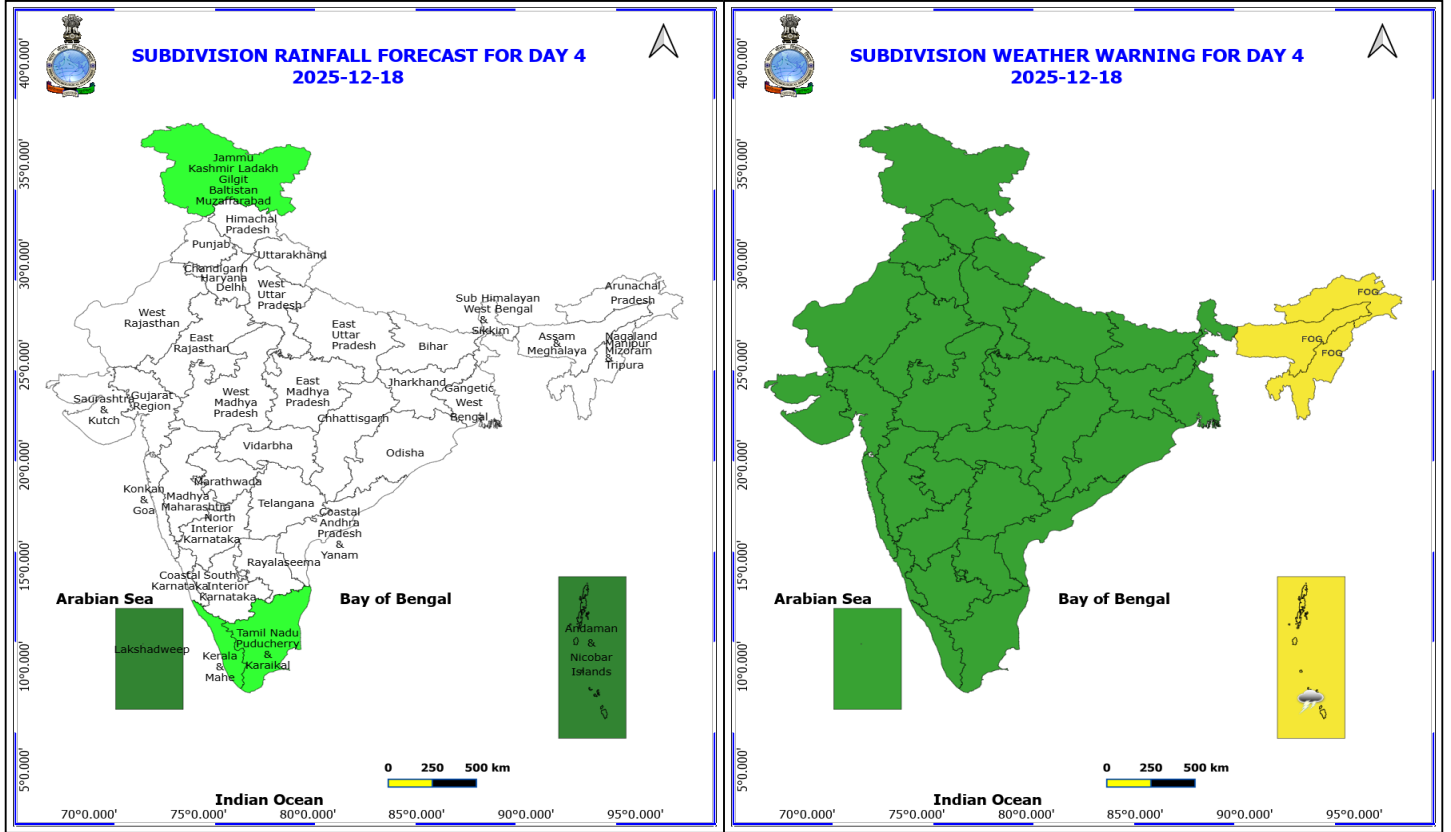 SUBDIVISION RAINFALL FORECAST FOR DAY 4
2025-12-18
40°0.000'
35°0.000'
30°0.000'
25°0.000'
20°0.000'
15°0.000'
10°0.000'
5°0.000'
Jammu
Kashmir Ladakh
Gilgit
Baltistan
Muzaffarabad
Himachal
Pradesh
Punjab
Uttarakhand
Chandigarh
Haryana
Delhi
West
Uttar
Pradesh
Arunachal
Pradesh
Sub Himalayan
West Bengal
&
Sikkim
West
Rajasthan
East
Rajasthan
East
Uttar
Pradesh
Bihar
Assam
&
Meghalaya
Nagaland
Manipur
Mizoram
&
Tripura
Saurashtra
&
Kutch
Gujarat
Region
West
Madhya
Pradesh
East
Madhya
Pradesh
Jharkhand
Gangetic
West
Bengal
Chhattisgarh
Vidarbha
Odisha
Konkan
&
Goa
Marathwada
Madhya
Maharashtra
Telangana
North
Interior
Karnataka
Coastal
Andhra
Pradesh
&
Yanam
Rayalaseema
Coastal
Karnataka
South
Interior
Karnataka
Arabian Sea
Bay of Bengal
Lakshadweep
Kerala
&
Mahe
Tamil Nadu
Puducherry
&
Karaikal
Andaman
&
Nicobar
Islands
0 250 500 km
Indian Ocean
70°0.000' 75°0.000' 80°0.000' 85°0.000' 90°0.000' 95°0.000'
SUBDIVISION WEATHER WARNING FOR DAY 4
2025-12-18
40°0.000'
35°0.000'
30°0.000'
25°0.000'
20°0.000'
15°0.000'
10°0.000'
5°0.000'
FOG
FOG
FOG
Arabian Sea
Bay of Bengal
0 250 500 km
Indian Ocean
70°0.000' 75°0.000' 80°0.000' 85°0.000' 90°0.000' 95°0.000'